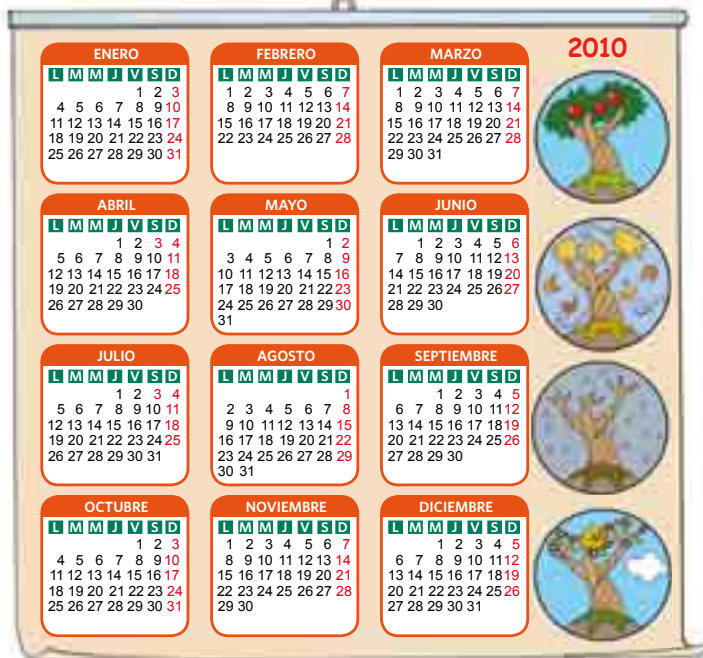 2010
ENERO
L M M J V S D
1 2 3
4 5 6 7 8 9 10
11 12 13 14 15 16 17
18 19 20 21 22 23 24
25 26 27 28 29 30 31
FEBRERO
L M M J V S D
1 2 3 4 5 6 7
8 9 10 11 12 13 14
15 16 17 18 19 20 21
22 23 24 25 26 27 28
MARZO
L M M J V S D
1 2 3 4 5 6 7
8 9 10 11 12 13 14
15 16 17 18 19 20 21
22 23 24 25 26 27 28
29 30 31
ABRIL
L M M J V S D
1 2 3 4
5 6 7 8 9 10 11
12 13 14 15 16 17 18
19 20 21 22 23 24 25
26 27 28 29 30
MAYO
L M M J V S D
1 2
3 4 5 6 7 8 9
10 11 12 13 14 15 16
17 18 19 20 21 22 23
24 25 26 27 28 29 30
31
JUNIO
L M M J V S D
1 2 3 4 5 6
7 8 9 10 11 12 13
14 15 16 17 18 19 20
21 22 23 24 25 26 27
28 29 30
JULIO
L M M J V S D
1 2 3 4
5 6 7 8 9 10 11
12 13 14 15 16 17 18
19 20 21 22 23 24 25
26 27 28 29 30 31
AGOSTO
L M M J V S D
1
2 3 4 5 6 7 8
9 10 11 12 13 14 15
16 17 18 19 20 21 22
23 24 25 26 27 28 29
30 31
SEPTIEMBRE
L M M J V S D
1 2 3 4 5
6 7 8 9 10 11 12
13 14 15 16 17 18 19
20 21 22 23 24 25 26
27 28 29 30
OCTUBRE
L M M J V S D
1 2 3
4 5 6 7 8 9 10
11 12 13 14 15 16 17
18 19 20 21 22 23 24
25 26 27 28 29 30 31
NOVIEMBRE
L M M J V S D
1 2 3 4 5 6 7
8 9 10 11 12 13 14
15 16 17 18 19 20 21
22 23 24 25 26 27 28
29 30
DICIEMBRE
L M M J V S D
1 2 3 4 5
6 7 8 9 10 11 12
13 14 15 16 17 18 19
20 21 22 23 24 25 26
27 28 29 30 31